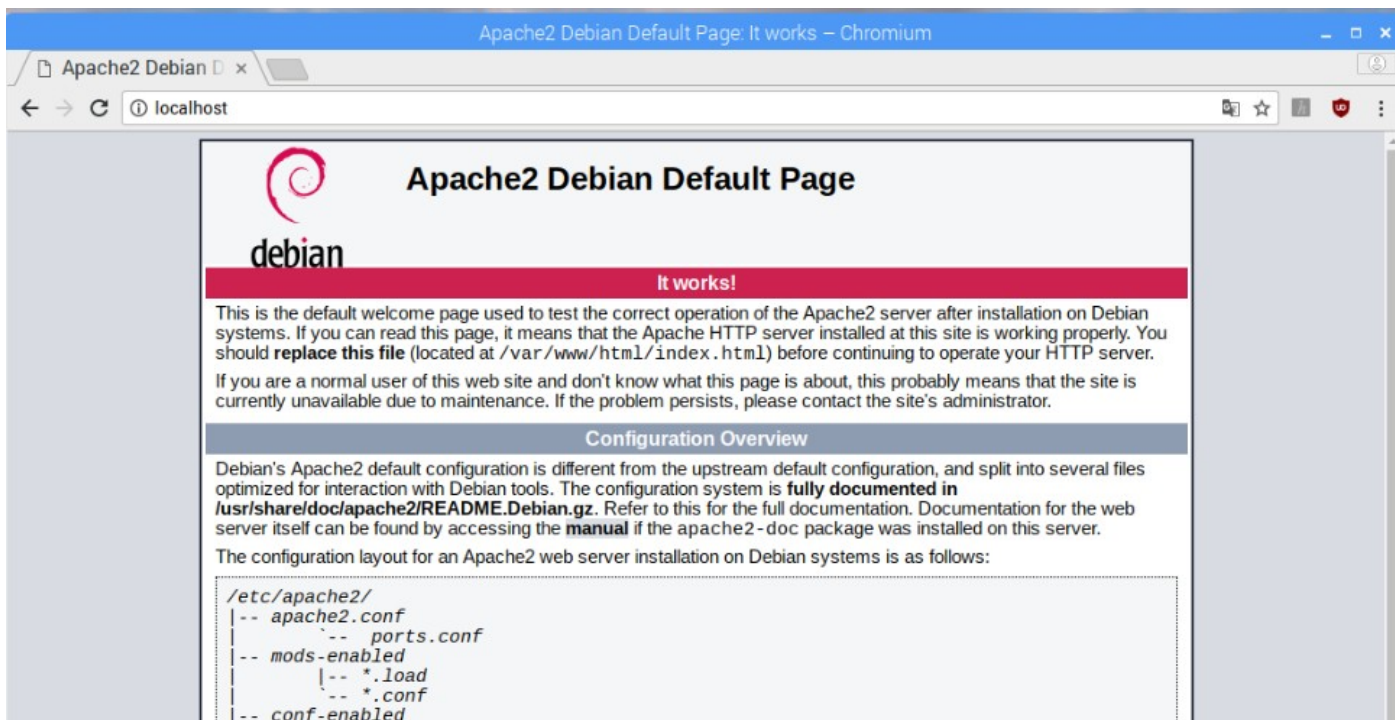 Apache2 Debian Default Page: It works – Chromium
Apache2 Debian D
localhost
debian
Apache2 Debian Default Page
It works!
This is the default welcome page used to test the correct operation of the Apache2 server after installation on Debian
systems. If you can read this page, it means that the Apache HTTP server installed at this site is working properly. You
should replace this file (located at /var/www/html/index.html) before continuing to operate your HTTP server.
If you are a normal user of this web site and don't know what this page is about, this probably means that the site is
currently unavailable due to maintenance. If the problem persists, please contact the site's administrator.
Configuration Overview
Debian's Apache2 default configuration is different from the upstream default configuration, and split into several files
optimized for interaction with Debian tools. The configuration system is fully documented in
/usr/share/doc/apache2/README.Debian.gz. Refer to this for the full documentation. Documentation for the web
server itself can be found by accessing the manual if the apache2-doc package was installed on this server.
The configuration layout for an Apache2 web server installation on Debian systems is as follows:
/etc/apache2/
|-- apache2.conf
|       `--  ports.conf
|-- mods-enabled
|       |-- *.load
|       `-- *.conf
|-- conf-enabled